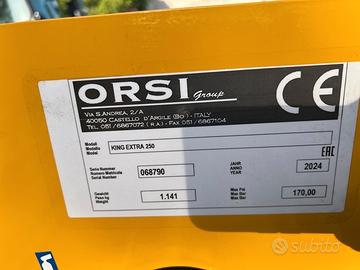 ORSI Group
VIA S.ANDREA, 2/A
40050 CASTELLO D'ARGILE (BO) - ITALY
TEL. 051/6867072 (R.A.) - FAX 051/6867104
CE
Modell
Modello
Model
KING EXTRA 250
Serie Nummer
Numero Matricola
Serial Number
068790
JAHR
ANNO
YEAR
2024
EAC
Gewicht
Peso kg
Weight
1.141
Max Psi
Max Bar
Max Bar
170,00
subito